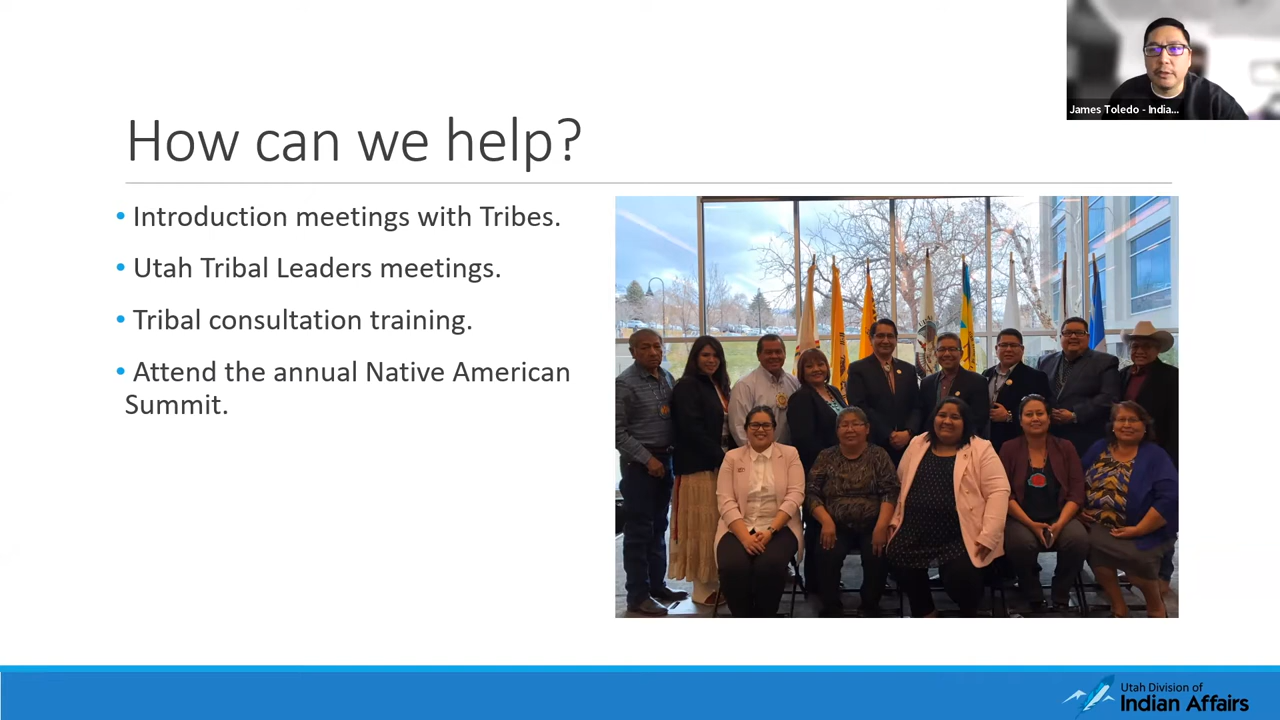 James Toledo - India...
How can we help?
• Introduction meetings with Tribes.
• Utah Tribal Leaders meetings.
• Tribal consultation training.
• Attend the annual Native American
Summit.
Utah Division of
Indian Affairs